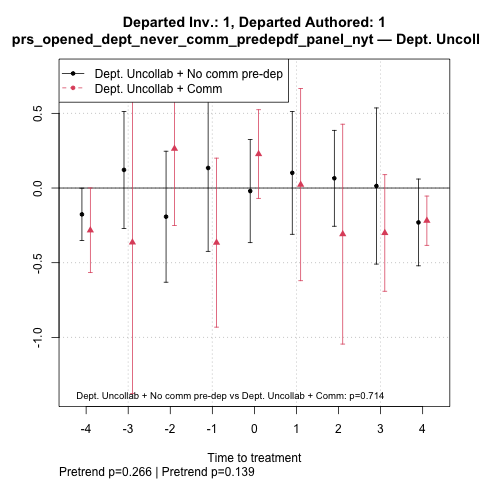 Departed Inv.: 1, Departed Authored: 1
prs_opened_dept_never_comm_predepdf_panel_nyt — Dept. Uncoll
Dept. Uncollab + No comm pre-dep
Dept. Uncollab + Comm
0.5
0.0
-0.5
-1.0
Dept. Uncollab + No comm pre-dep vs Dept. Uncollab + Comm: p=0.714
-4 -3 -2 -1 0 1 2 3 4
Time to treatment
Pretrend p=0.266 | Pretrend p=0.139